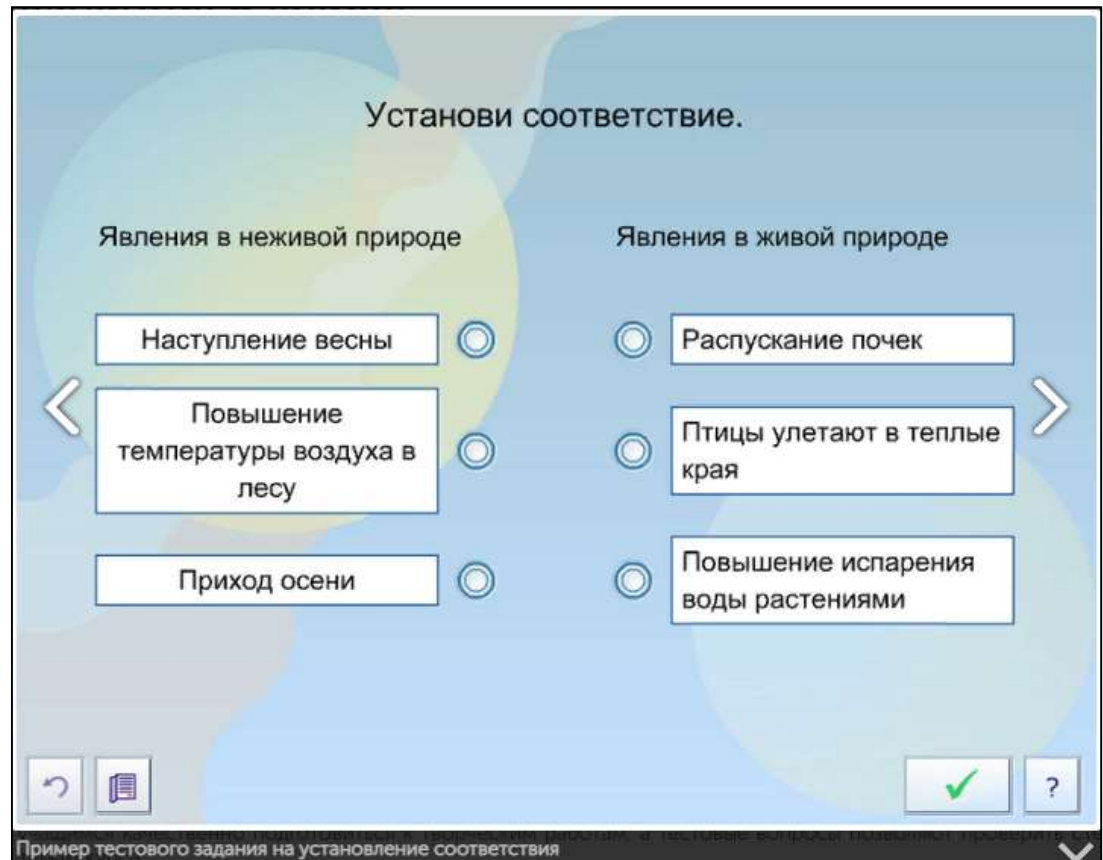 Установи соответствие.
Явления в неживой природе
Явления в живой природе
Наступление весны
Распускание почек
Повышение
температуры воздуха в
лесу
Птицы улетают в теплые
края
Приход осени
Повышение испарения
воды растениями
?
Пример тестового задания на установление соответствия